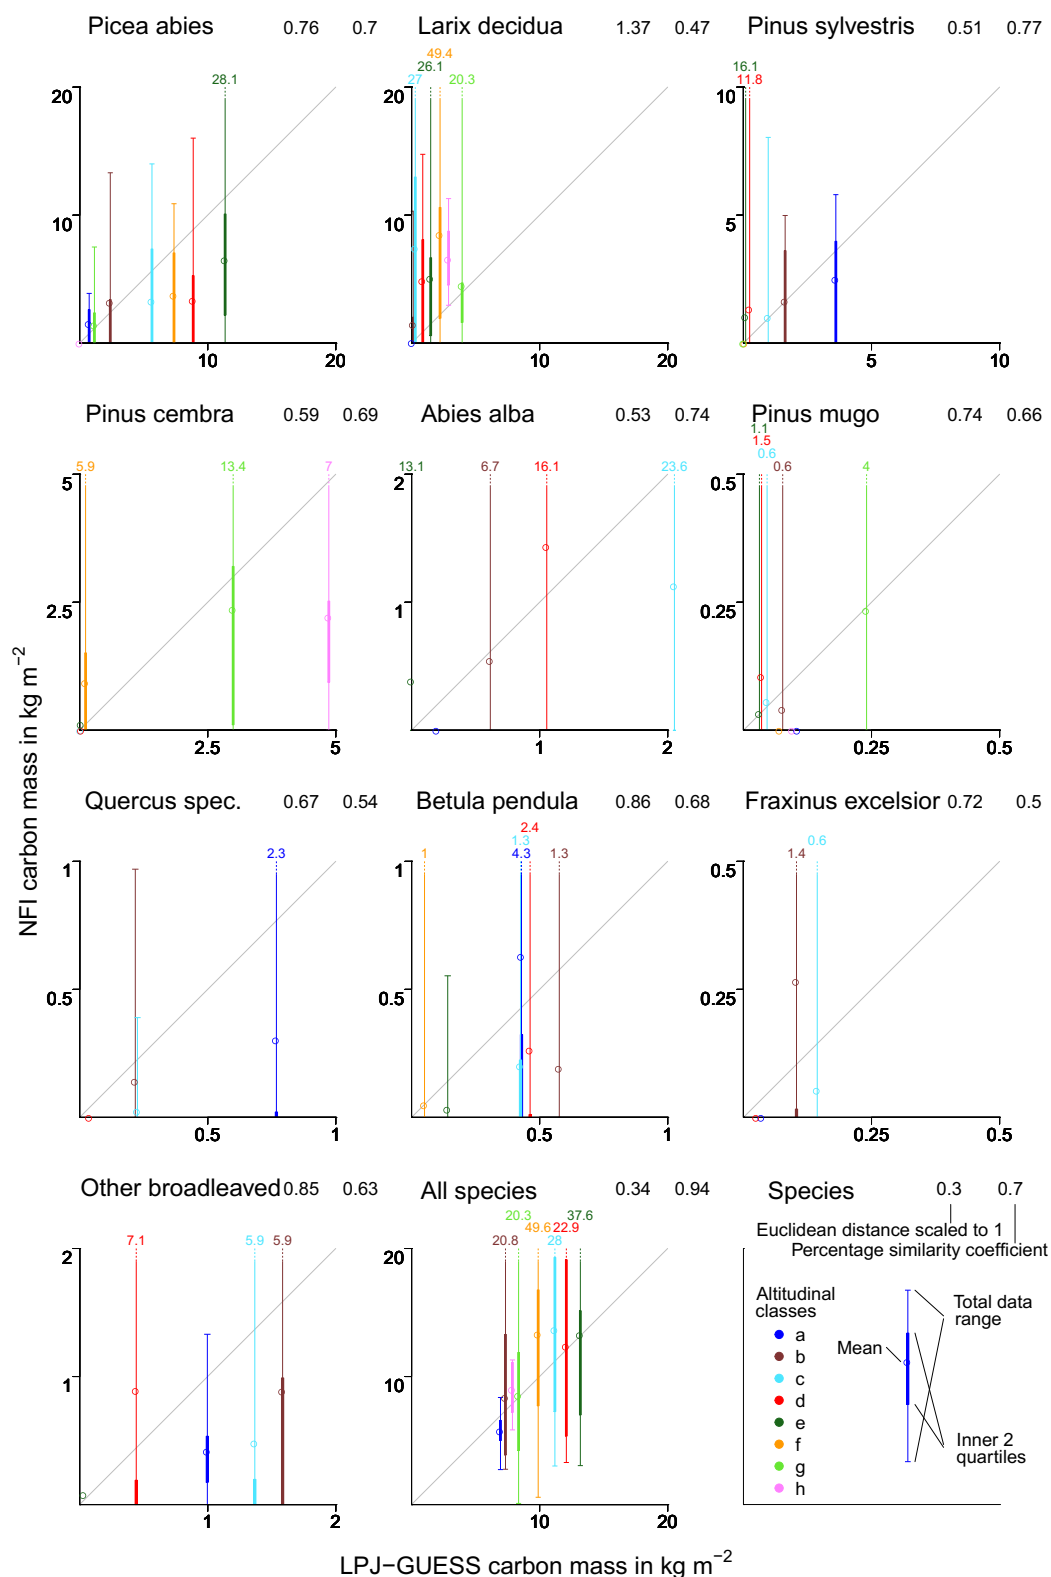 Picea abies 0.76 0.7 Larix decidua 1.37 0.47 Pinus sylvestris 0.51 0.77
49.4
27 26.1 20.3
28.1
16.1
11.8
20 20 10
10 10 5
10 20 10 20 5 10
Pinus cembra 0.59 0.69 Abies alba 0.53 0.74 Pinus mugo 0.74 0.66
5.9 13.4 7 13.1 6.7 16.1 23.6
1.1
1.5
0.6 0.6 4
5 2 0.5
2.5 1 0.25
2.5 5 1 2 0.25 0.5
NFI carbon mass in kg m−2
Quercus spec. 0.67 0.54 Betula pendula 0.86 0.68 Fraxinus excelsior 0.72 0.5
2.4
1.3
2.3 1 4.3 1.3 1.4 0.6
1 1 0.5
0.5 0.5 0.25
0.5 1 0.5 1 0.25 0.5
Other broadleaved 0.85 0.63 All species 0.34 0.94 Species 0.3 0.7
20.3 37.6
49.6 22.9
7.1 5.9 5.9 20.8 28
2 20
1 10
1 2 10 20
Euclidean distance scaled to 1
Percentage similarity coefficient
Altitudinal
classes
a
b
c
d
e
f
g
h
Mean
Total data
range
Inner 2
quartiles
LPJ−GUESS carbon mass in kg m−2